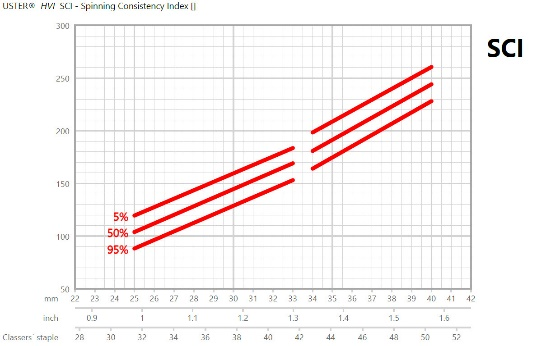 USTER® HVI SCI - Spinning Consistency Index []
SCI
300
250
200
150
100
50
5%
50%
95%
mm 22 23 24 25 26 27 28 29 30 31 32 33 34 35 36 37 38 39 40 42
inch 0.9 1 1.1 1.2 1.3 1.4 1.5 1.6
Classers´ staple 28 30 32 34 36 38 40 42 44 46 48 50 52